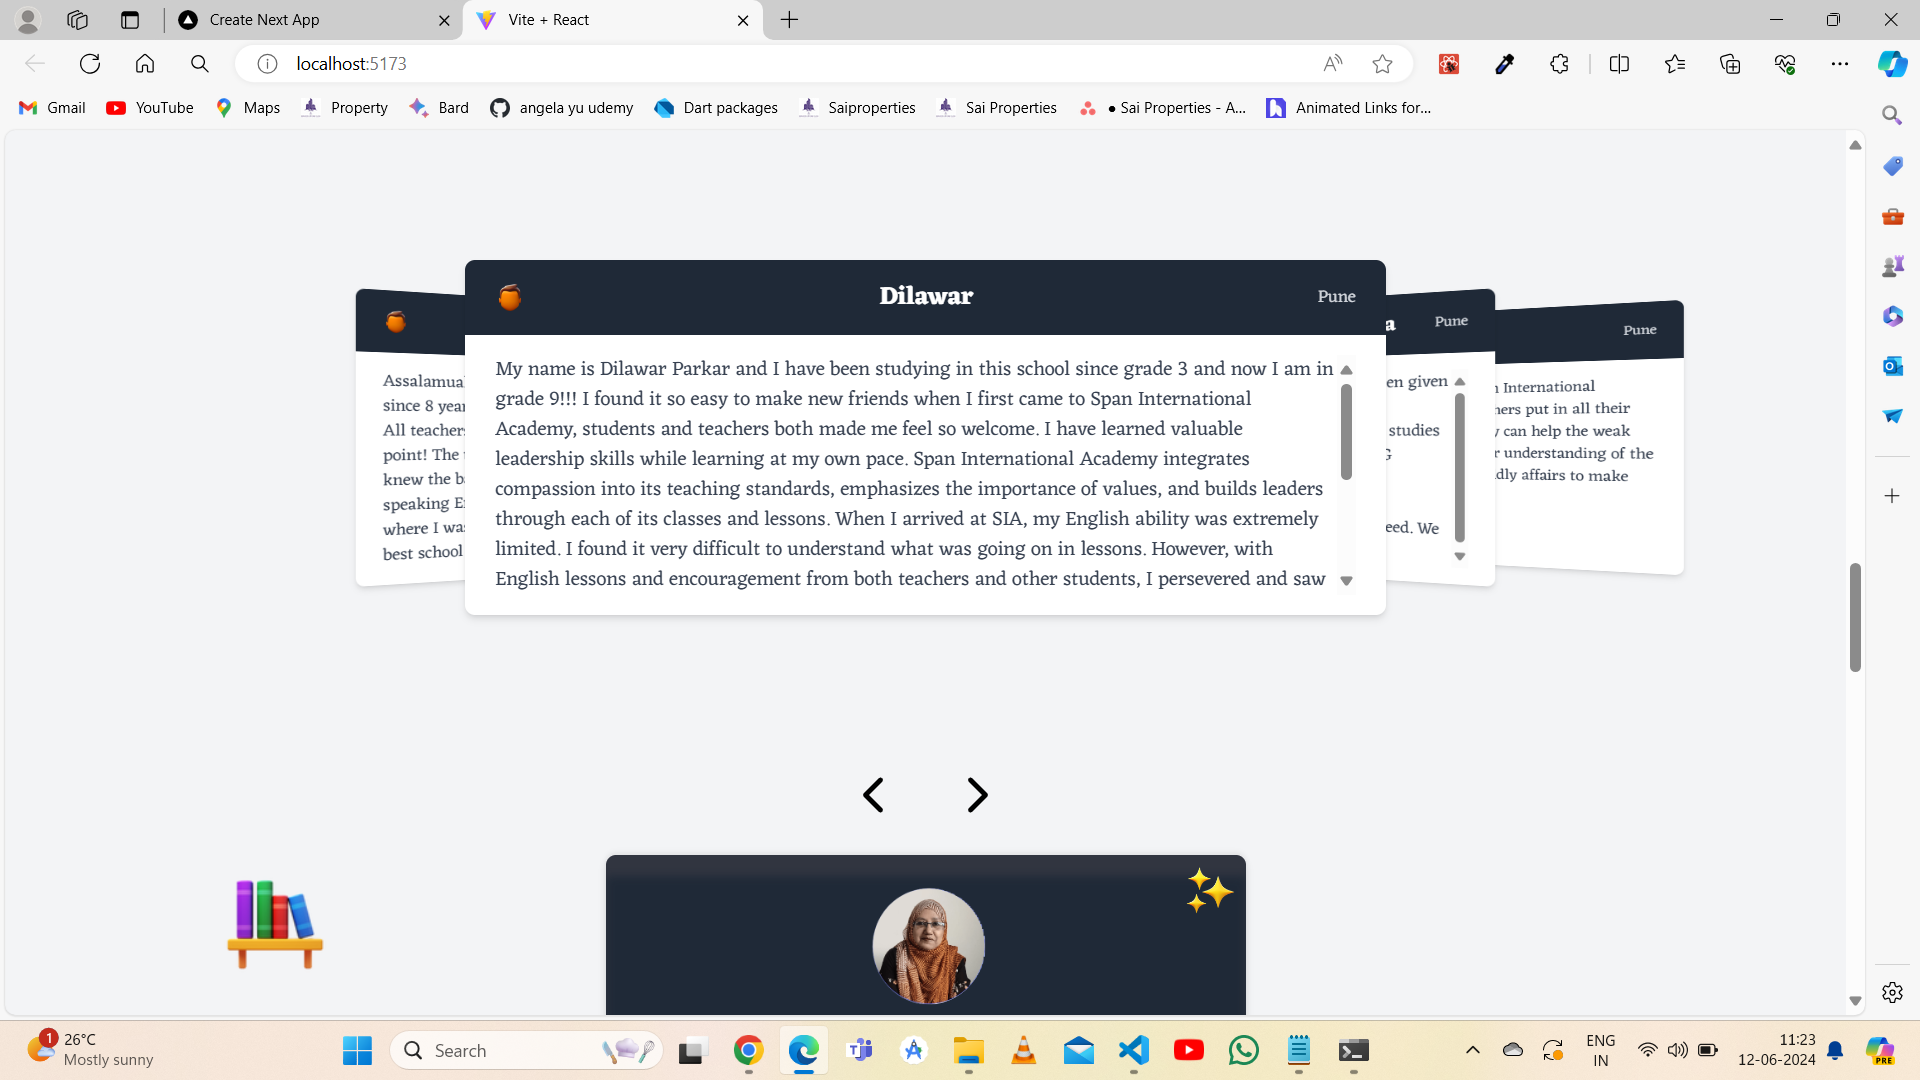 Create Next App
Vite + React
localhost:5173
Gmail
YouTube
Maps
Property
Bard
angela yu udemy
Dart packages
Saiproperties
Sai Properties
● Sai Properties - A...
Animated Links for...
Dilawar
Pune
My name is Dilawar Parkar and I have been studying in this school since grade 3 and now I am in
grade 9!!! I found it so easy to make new friends when I first came to Span International
Academy, students and teachers both made me feel so welcome. I have learned valuable
leadership skills while learning at my own pace. Span International Academy integrates
compassion into its teaching standards, emphasizes the importance of values, and builds leaders
through each of its classes and lessons. When I arrived at SIA, my English ability was extremely
limited. I found it very difficult to understand what was going on in lessons. However, with
English lessons and encouragement from both teachers and other students, I persevered and saw
Assalamua
since 8 year
All teachers
point! The
knew the b
speaking E
where I wa
best school
a
Pune
en given
studies
G
eed. We
Pune
International
ners put in all their
y can help the weak
r understanding of the
dly affairs to make
1
26°C
Mostly sunny
Search
ENG
IN
11:23
12-06-2024
PRE